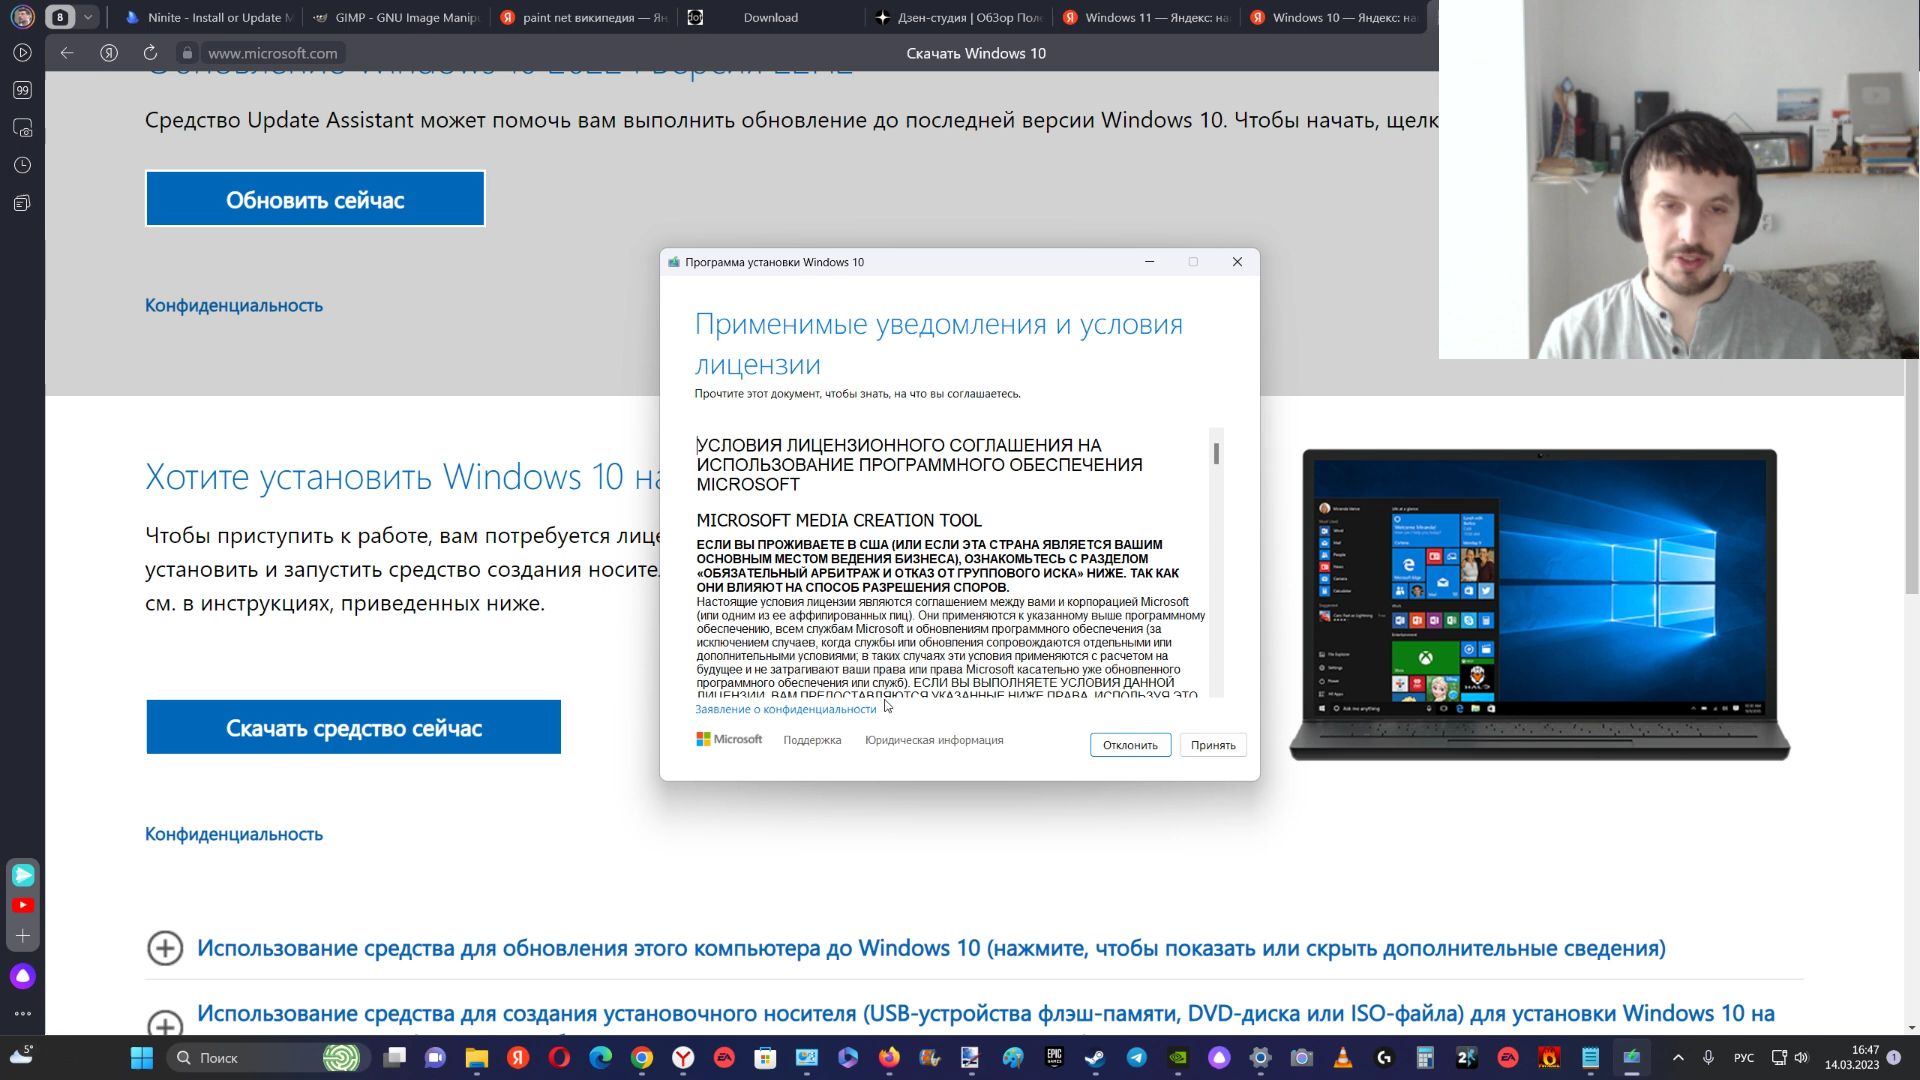 8
Ninite - Install or Update M
GIMP - GNU Image Manip
paint net википедия — Ян
Download
Дзен-студия | Обзор Пол
Windows 11 — Яндекс: на
Windows 10 — Яндекс: на
www.microsoft.com
Скачать Windows 10
99
Средство Update Assistant может помочь вам выполнить обновление до последней версии Windows 10. Чтобы начать, щелк
Обновить сейчас
Конфиденциальность
Программа установки Windows 10
Применимые уведомления и условия
лицензии
Прочтите этот документ, чтобы знать, на что вы соглашаетесь.
УСЛОВИЯ ЛИЦЕНЗИОННОГО СОГЛАШЕНИЯ НА
ИСПОЛЬЗОВАНИЕ ПРОГРАММНОГО ОБЕСПЕЧЕНИЯ
MICROSOFT
MICROSOFT MEDIA CREATION TOOL
ЕСЛИ ВЫ ПРОЖИВАЕТЕ В США (ИЛИ ЕСЛИ ЭТА СТРАНА ЯВЛЯЕТСЯ ВАШИМ
ОСНОВНЫМ МЕСТОМ ВЕДЕНИЯ БИЗНЕСА), ОЗНАКОМЬТЕСЬ С РАЗДЕЛОМ
«ОБЯЗАТЕЛЬНЫЙ АРБИТРАЖ И ОТКАЗ ОТ ГРУППОВОГО ИСКА» НИЖЕ. ТАК КАК
ОНИ ВЛИЯЮТ НА СПОСОБ РАЗРЕШЕНИЯ СПОРОВ.
Настоящие условия лицензии являются соглашением между вами и корпорацией Microsoft
(или одним из ее аффилированных лиц). Они применяются к указанному выше программному
обеспечению, всем службам Microsoft и обновлениям программного обеспечения (за
исключением случаев, когда службы или обновления сопровождаются отдельными или
дополнительными условиями; в таких случаях эти условия применяются с расчетом на
будущее и не затрагивают ваши права или права Microsoft касательно уже обновленного
программного обеспечения или служб). ЕСЛИ ВЫ ВЫПОЛНЯЕТЕ УСЛОВИЯ ДАННОЙ
ЛИЦЕНЗИИ, ВАМ ПРЕДОСТАВЛЯЮТСЯ УКАЗАННЫЕ НИЖЕ ПРАВА. ИСПОЛЬЗУЯ ЭТО
Заявление о конфиденциальности
Microsoft
Поддержка
Юридическая информация
Отклонить
Принять
Хотите установить Windows 10 на
Чтобы приступить к работе, вам потребуется лице
установить и запустить средство создания носите
см. в инструкциях, приведенных ниже.
Скачать средство сейчас
Конфиденциальность
Использование средства для обновления этого компьютера до Windows 10 (нажмите, чтобы показать или скрыть дополнительные сведения)
Использование средства для создания установочного носителя (USB-устройства флэш-памяти, DVD-диска или ISO-файла) для установки Windows 10 на
5°
Поиск
РУС
16:47
14.03.2023
1